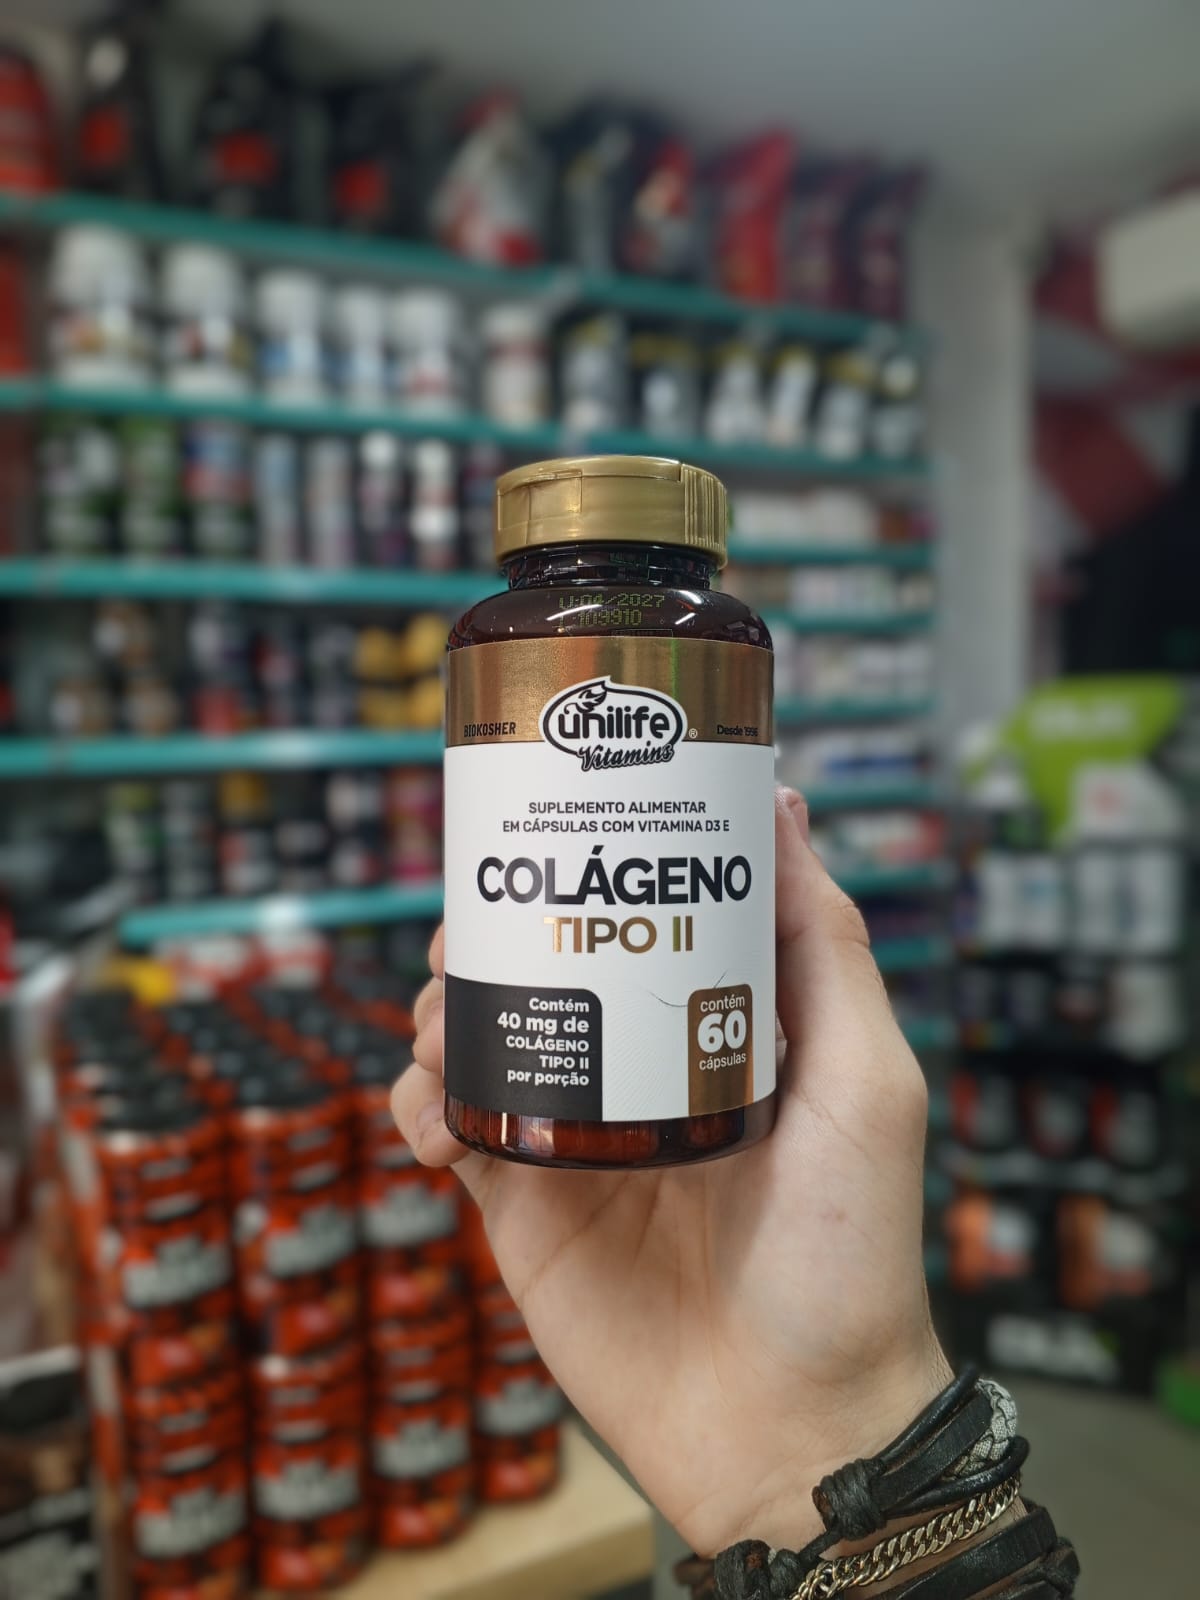 U:04/2027
L:109910
BIOKOSHER
unilife®
Vitamins
Desde 1996
SUPLEMENTO ALIMENTAR
EM CÁPSULAS COM VITAMINA D3 E
COLÁGENO
TIPO II
Contém
40 mg de
COLÁGENO
TIPO II
por porção
contém
60
cápsulas